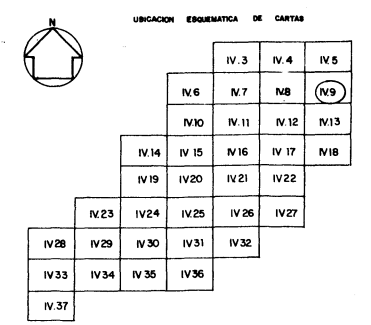 N
UBICACION ESQUEMATICA DE CARTAS
IV.3 IV.4 IV.5
IV.6 IV.7 IV.8 IV.9
IV.10 IV.11 IV.12 IV.13
IV.14 IV 15 IV 16 IV 17 IV 18
IV 19 IV 20 IV.21 IV 22
IV.23 IV 24 IV.25 IV 26 IV 27
IV 28 IV 29 IV 30 IV 31 IV 32
IV 33 IV 34 IV 35 IV 36
IV.37